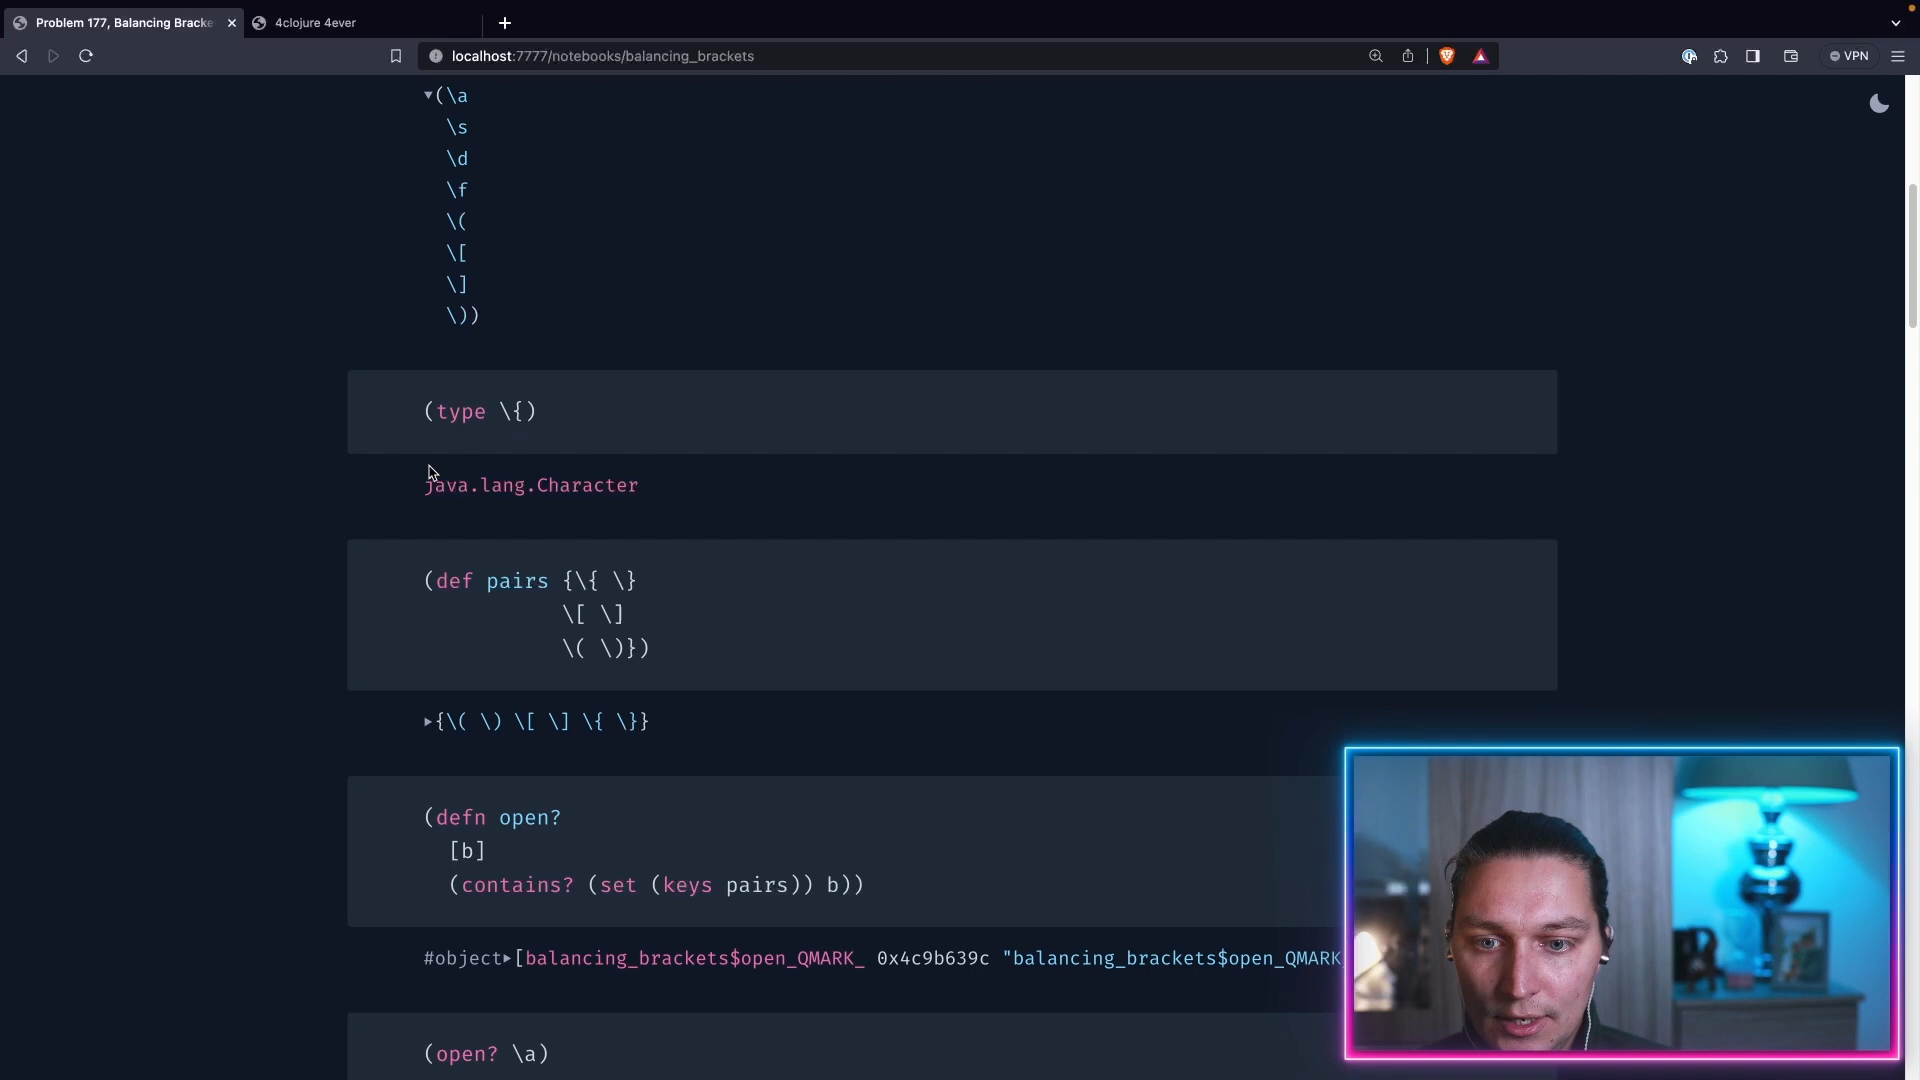 Problem 177, Balancing Bracke
4clojure 4ever
localhost:7777/notebooks/balancing_brackets
VPN
(\a
\s
\d
\f
\(
\[
\]
\))
(type \{)
java.lang.Character
(def pairs {\{ \}
\[ \]
\( \)})
{\( \) \[ \] \{ \}}
(defn open?
[b]
(contains? (set (keys pairs)) b))
#object [balancing_brackets$open_QMARK_ 0x4c9b639c "balancing_brackets$open_QMARK
(open? \a)